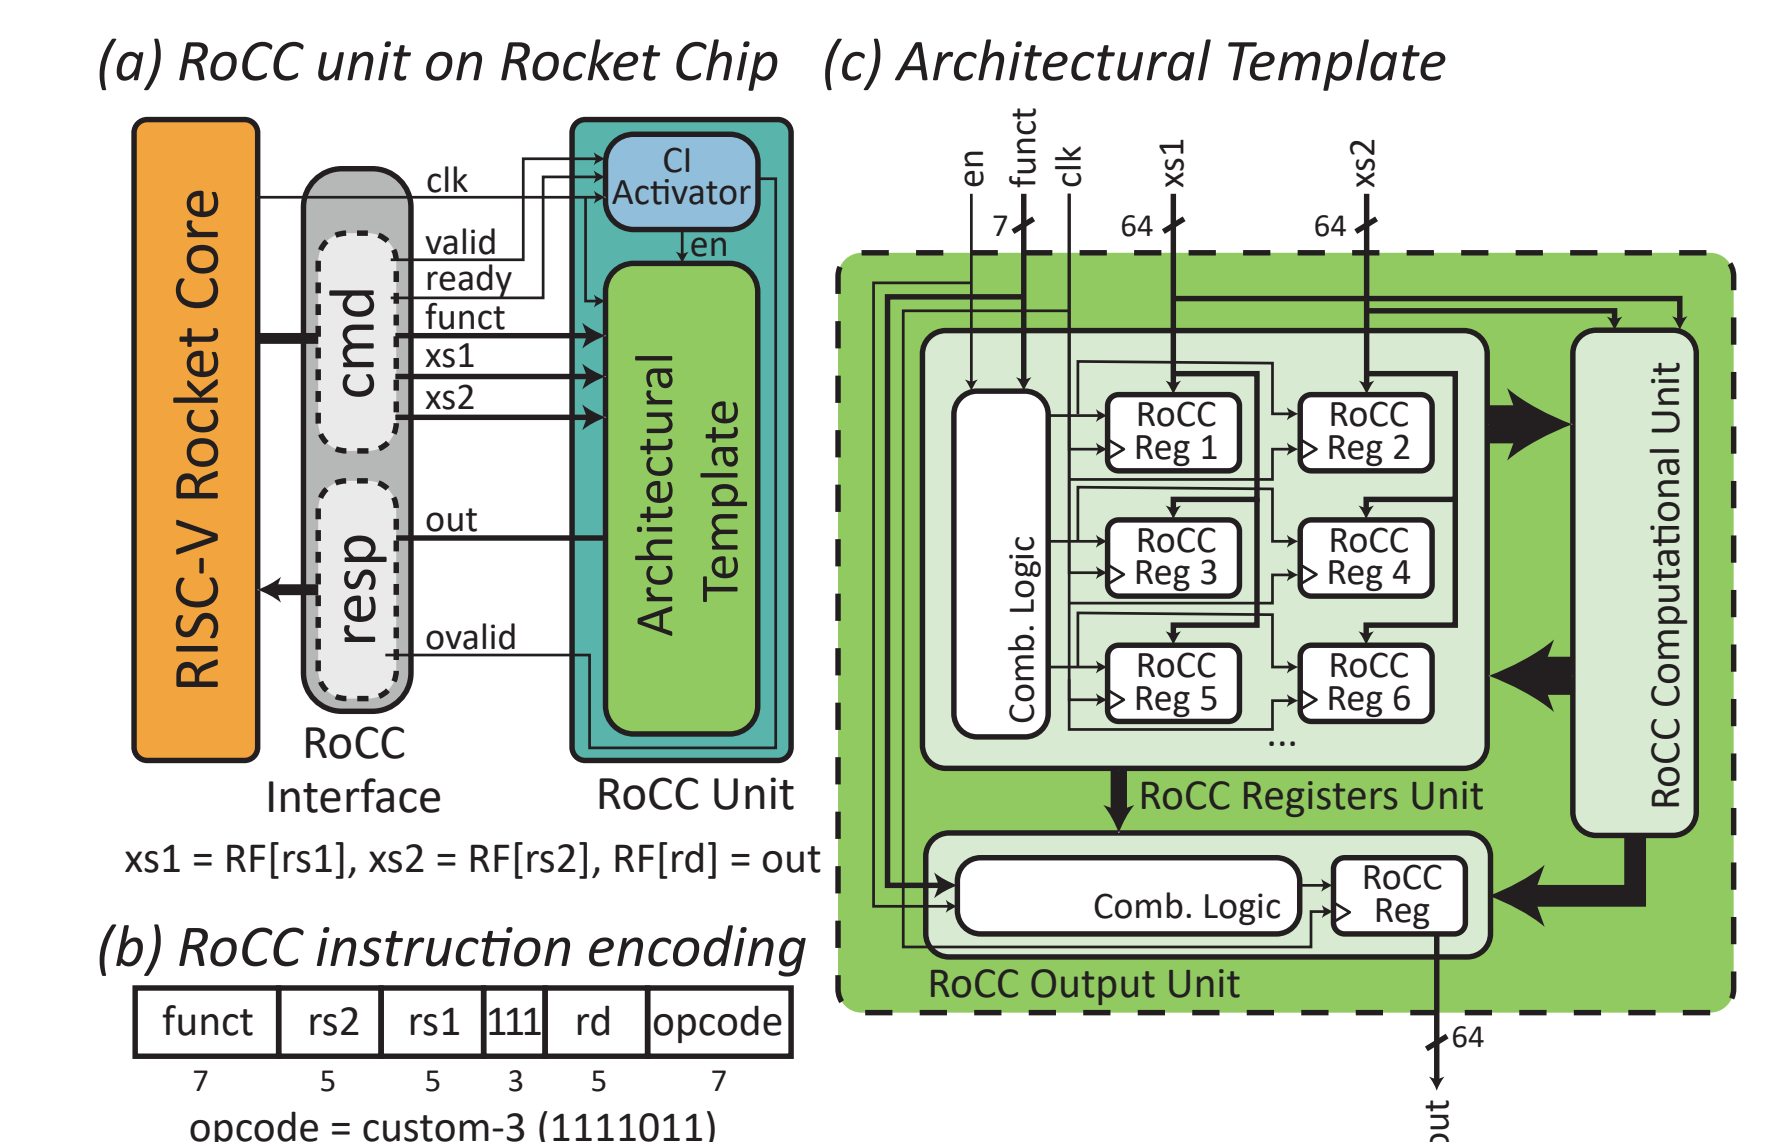 (a) RoCC unit on Rocket Chip
RISC-V Rocket Core
cmd
resp
RoCC
Interface
clk
valid
ready
funct
xs1
xs2
out
ovalid
CI
Activator
en
Architectural
Template
RoCC Unit
xs1 = RF[rs1], xs2 = RF[rs2], RF[rd] = out
(b) RoCC instruction encoding
funct rs2 rs1 111 rd opcode
7 5 5 3 5 7
opcode = custom-3 (1111011)
(c) Architectural Template
en
funct
clk
xs1
xs2
7
64
64
Comb. Logic
RoCC
Reg 1
RoCC
Reg 2
RoCC
Reg 3
RoCC
Reg 4
RoCC
Reg 5
RoCC
Reg 6
...
RoCC Registers Unit
RoCC Computational Unit
Comb. Logic
RoCC
Reg
RoCC Output Unit
64
out